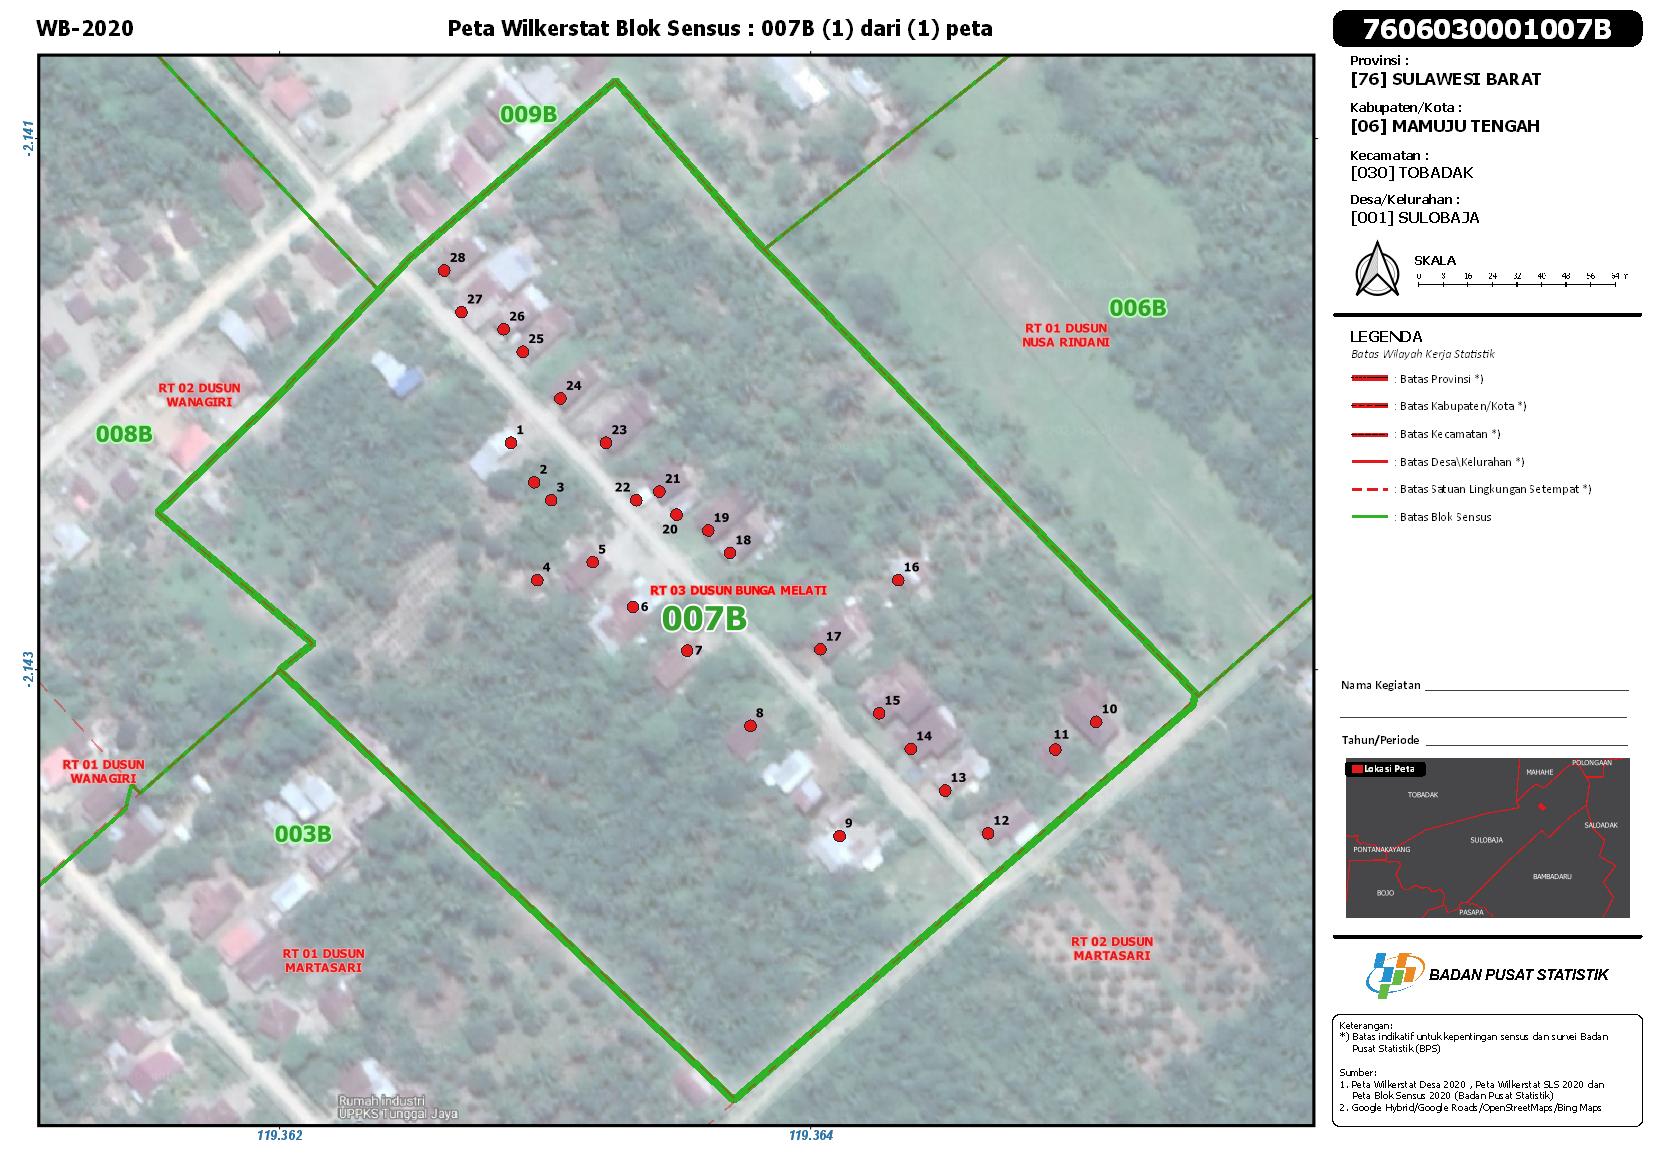 WB-2020
Peta Wilkerstat Blok Sensus : 007B (1) dari (1) peta
7606030001007B
Provinsi :
[76] SULAWESI BARAT
Kabupaten/Kota :
[06] MAMUJU TENGAH
Kecamatan :
[030] TOBADAK
Desa/Kelurahan :
[001] SULOBAJA
SKALA
0 8 16 24 32 40 48 56 64 m
LEGENDA
Batas Wilayah Kerja Statistik
: Batas Provinsi *)
: Batas Kabupaten/Kota *)
: Batas Kecamatan *)
: Batas Desa\Kelurahan *)
: Batas Satuan Lingkungan Setempat *)
: Batas Blok Sensus
Nama Kegiatan
Tahun/Periode
Lokasi Peta
POLONGAAN
MAHAHE
TOBADAK
SALOADAK
SULOBAJA
PONTANAKAYANG
BAMBADARU
BOJO
PASAPA
BADAN PUSAT STATISTIK
Keterangan:
*) Batas indikatif untuk kepentingan sensus dan survei Badan
Pusat Statistik (BPS)
Sumber:
1. Peta Wilkerstat Desa 2020 , Peta Wilkerstat SLS 2020 dan
Peta Blok Sensus 2020 (Badan Pusat Statistik)
2. Google Hybrid/Google Roads/OpenStreetMaps/Bing Maps
-2.141
-2.143
119.362
119.364
009B
28
27
26
25
006B
RT 01 DUSUN
NUSA RINJANI
24
RT 02 DUSUN
WANAGIRI
008B
1
23
2
3
22
21
20
19
18
5
4
16
RT 03 DUSUN BUNGA MELATI
6
007B
17
7
15
8
10
14
11
13
RT 01 DUSUN
WANAGIRI
9
12
003B
RT 01 DUSUN
MARTASARI
RT 02 DUSUN
MARTASARI
Rumah Industri
UPPKS Tunggal Jaya